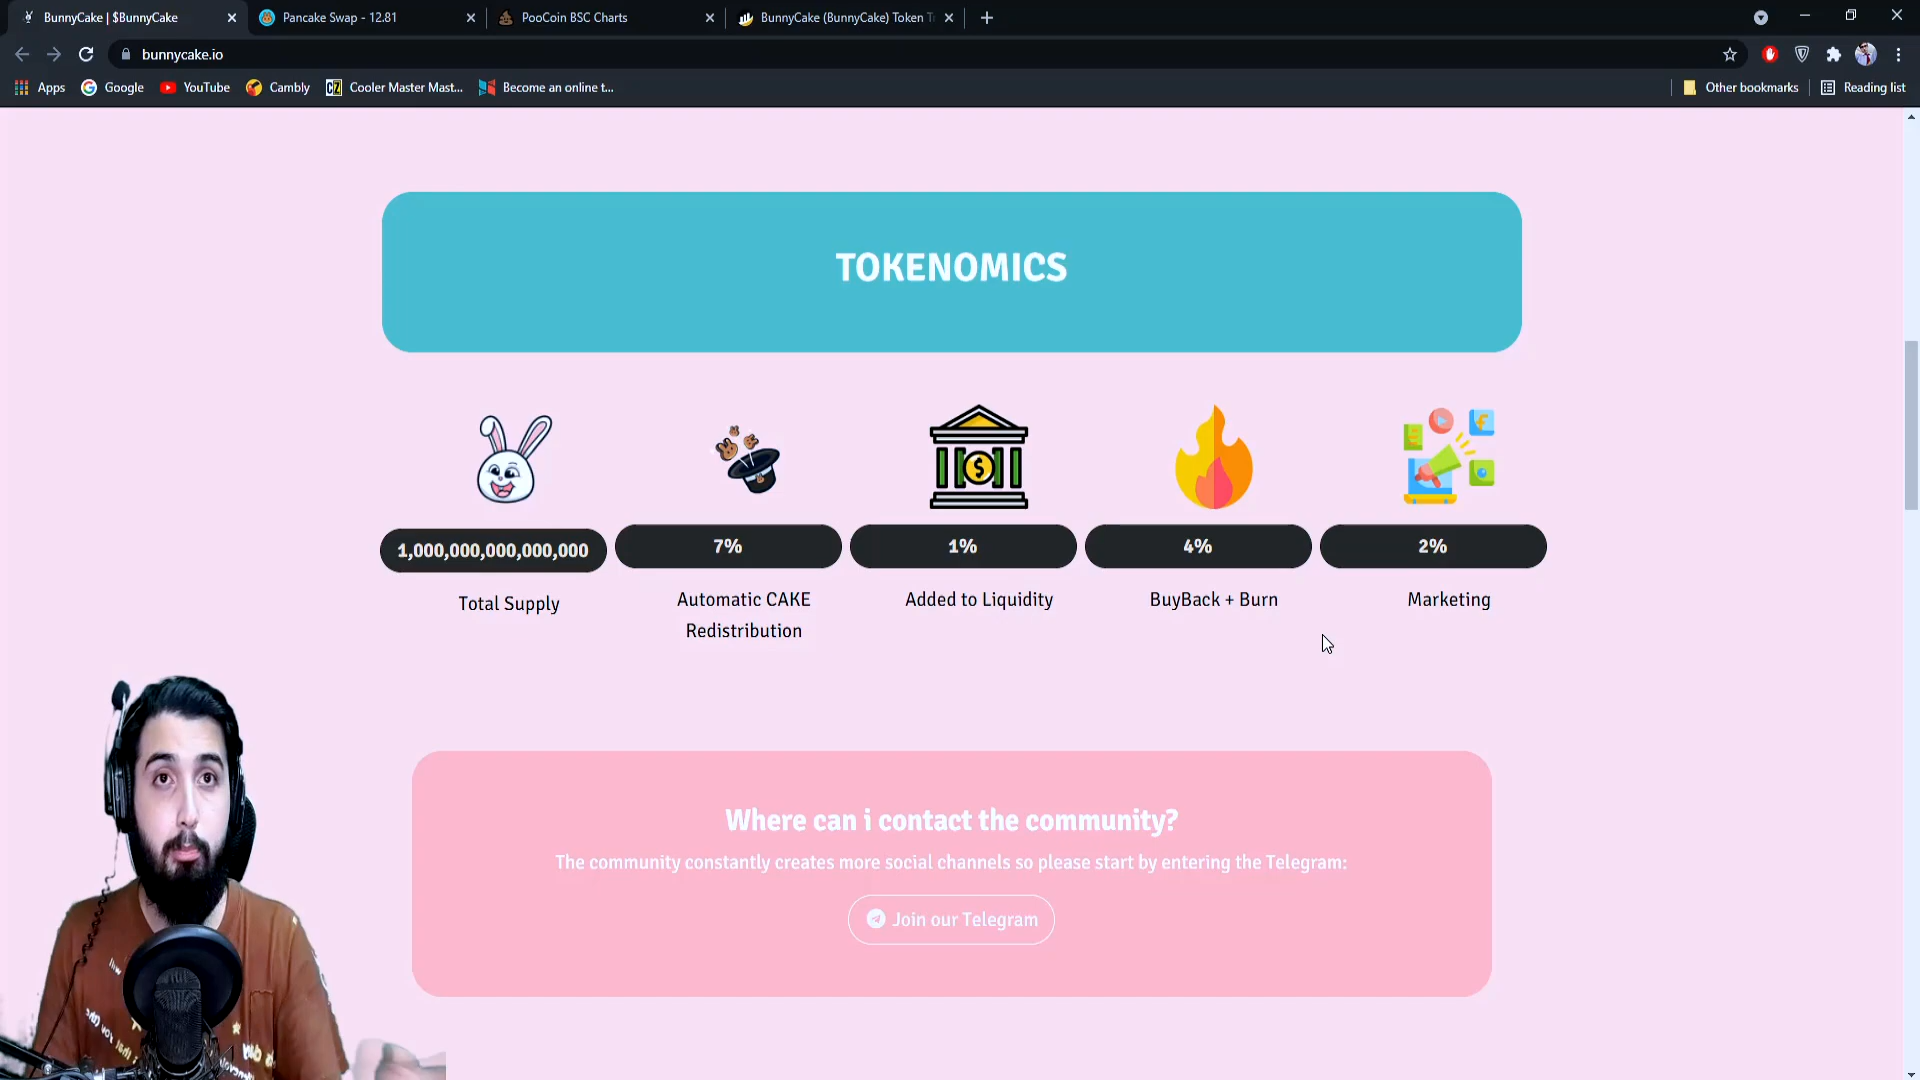 BunnyCake | $BunnyCake
Pancake Swap - 12.81
PooCoin BSC Charts
BunnyCake (BunnyCake) Token T
bunnycake.io
Apps
Google
YouTube
Cambly
Cooler Master Mast...
Become an online t...
Other bookmarks
Reading list
TOKENOMICS
1,000,000,000,000,000
7%
1%
4%
2%
Total Supply
Automatic CAKE
Redistribution
Added to Liquidity
BuyBack + Burn
Marketing
Where can i contact the community?
The community constantly creates more social channels so please start by entering the Telegram:
Join our Telegram